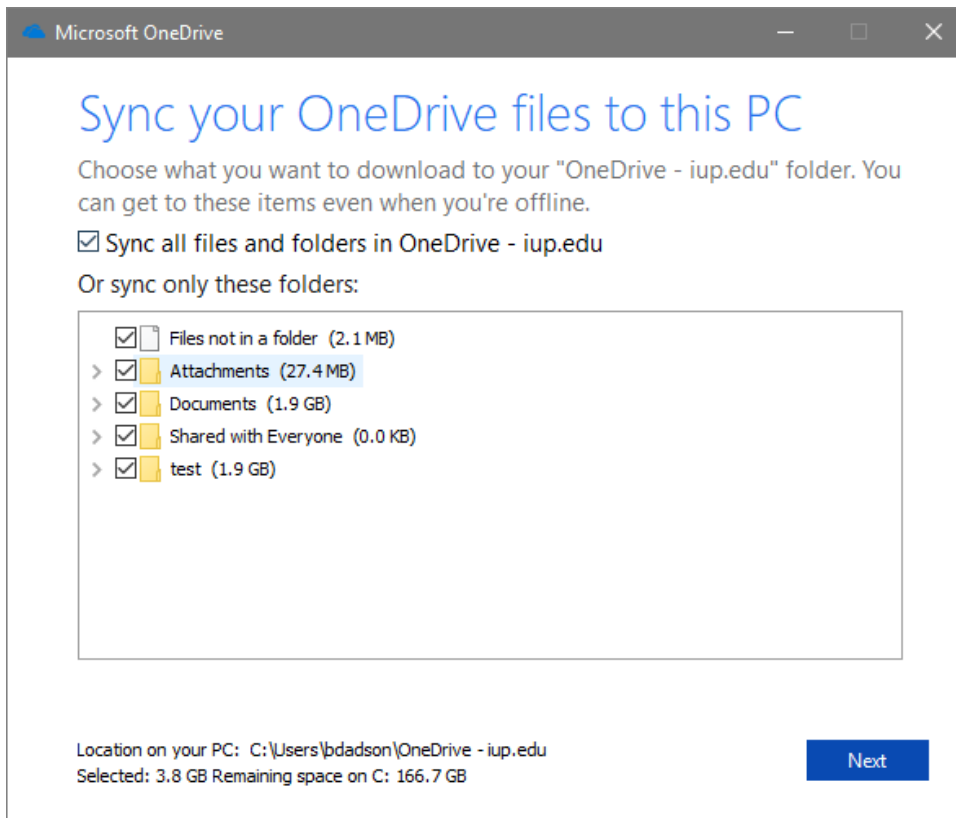 Microsoft OneDrive
Sync your OneDrive files to this PC
Choose what you want to download to your "OneDrive - iup.edu" folder. You
can get to these items even when you're offline.
Sync all files and folders in OneDrive - iup.edu
Or sync only these folders:
Files not in a folder (2.1 MB)
Attachments (27.4 MB)
Documents (1.9 GB)
Shared with Everyone (0.0 KB)
test (1.9 GB)
Location on your PC: C:\Users\bdadson\OneDrive - iup.edu
Selected: 3.8 GB Remaining space on C: 166.7 GB
Next